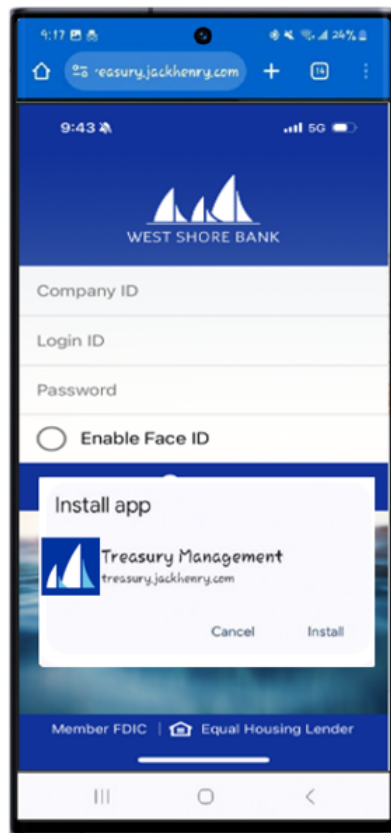 9:17
24%
reasury.jackhenry.com
14
9:43
5G
WEST SHORE BANK
Company ID
Login ID
Password
Enable Face ID
Install app
Treasury Management
treasury.jackhenry.com
Cancel
Install
Member FDIC | Equal Housing Lender